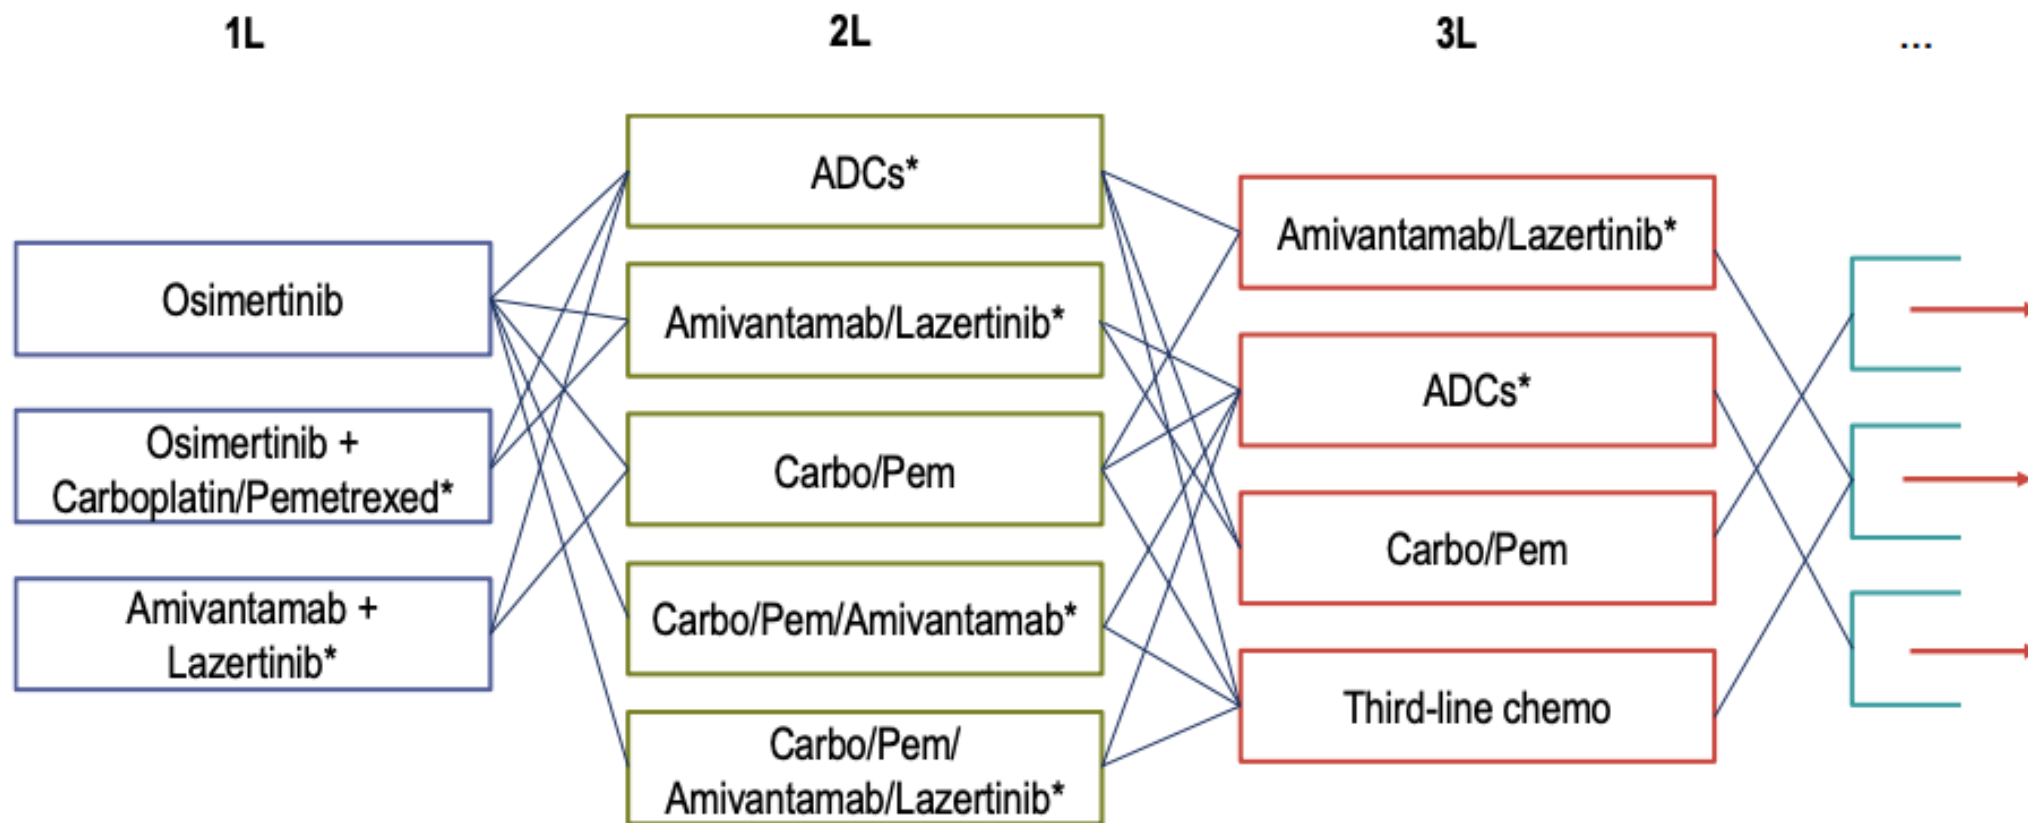 1L
2L
3L
...
Osimertinib
Osimertinib +
Carboplatin/Pemetrexed*
Amivantamab +
Lazertinib*
ADCs*
Amivantamab/Lazertinib*
Carbo/Pem
Carbo/Pem/Amivantamab*
Carbo/Pem/
Amivantamab/Lazertinib*
Amivantamab/Lazertinib*
ADCs*
Carbo/Pem
Third-line chemo